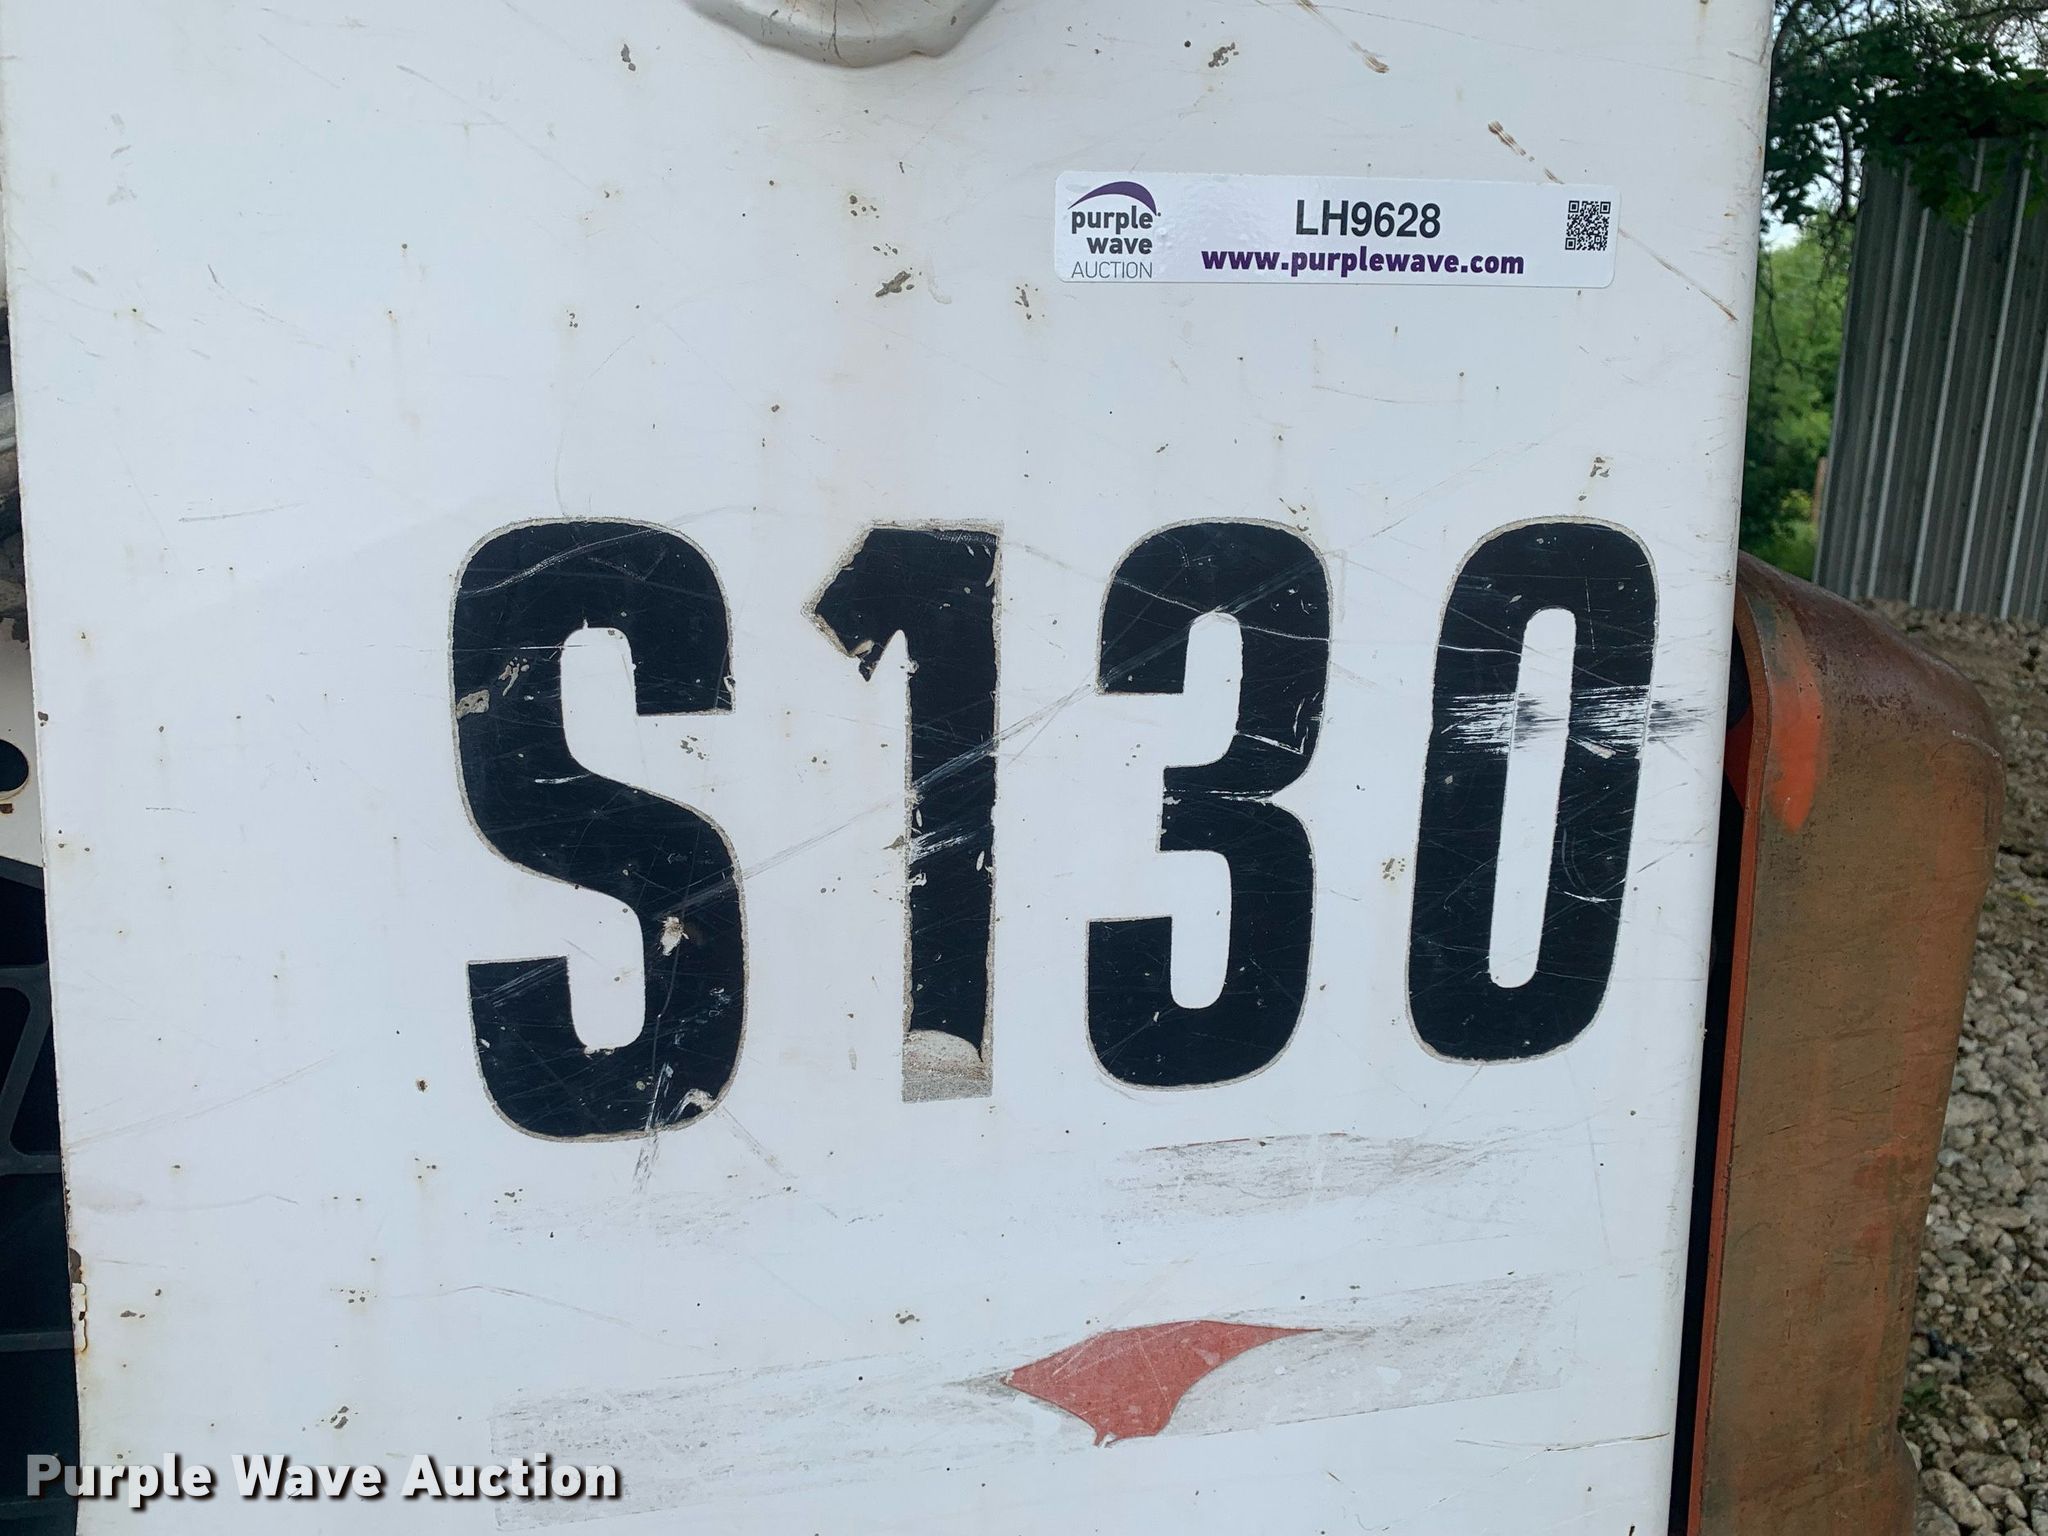 purple
wave
AUCTION
LH9628
www.purplewave.com
S130
Purple Wave Auction